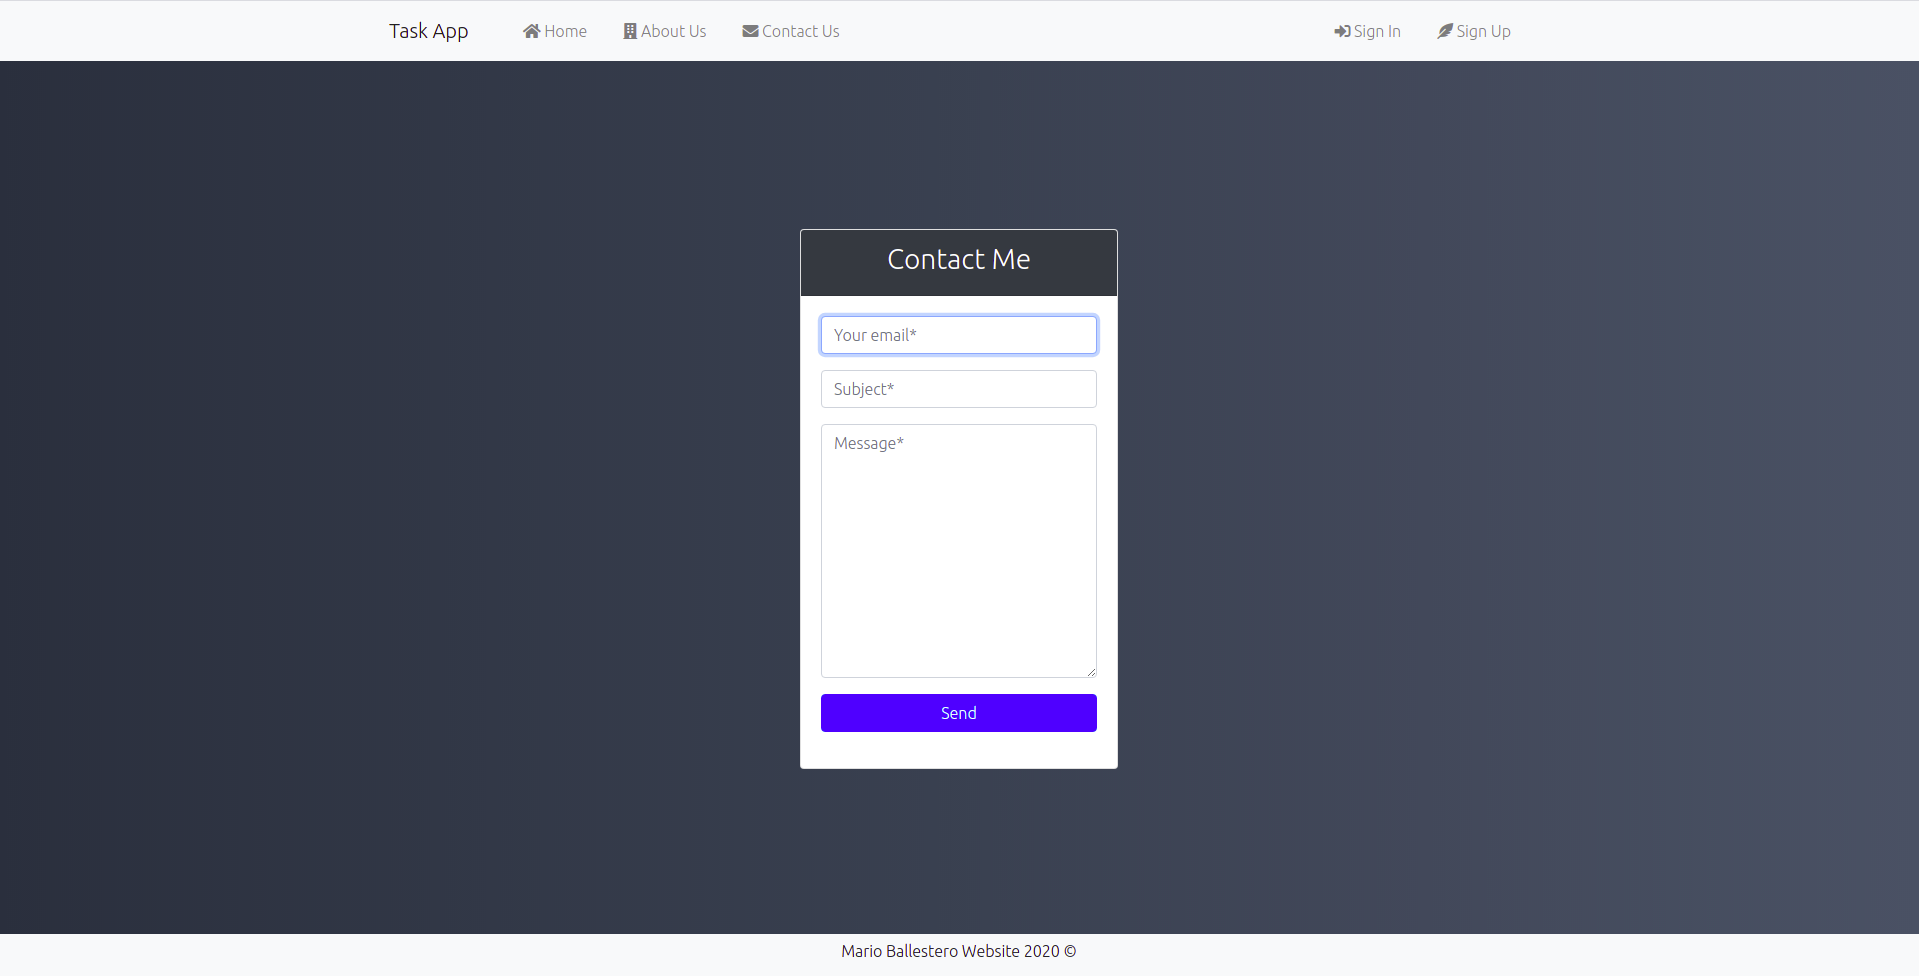 Task App Home About Us Contact Us Sign In Sign Up
Contact Me
Your email*
Subject*
Message*
Send
Mario Ballestero Website 2020 ©